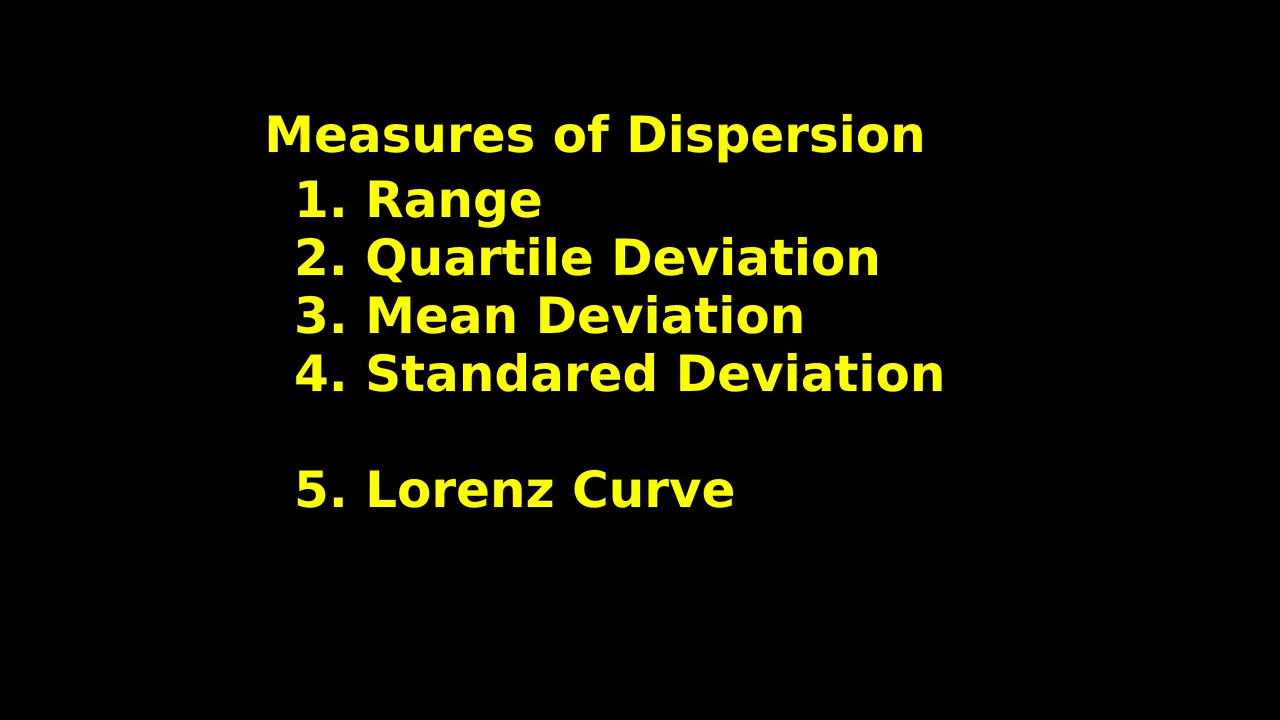 Measures of Dispersion
1. Range
2. Quartile Deviation
3. Mean Deviation
4. Standared Deviation
5. Lorenz Curve